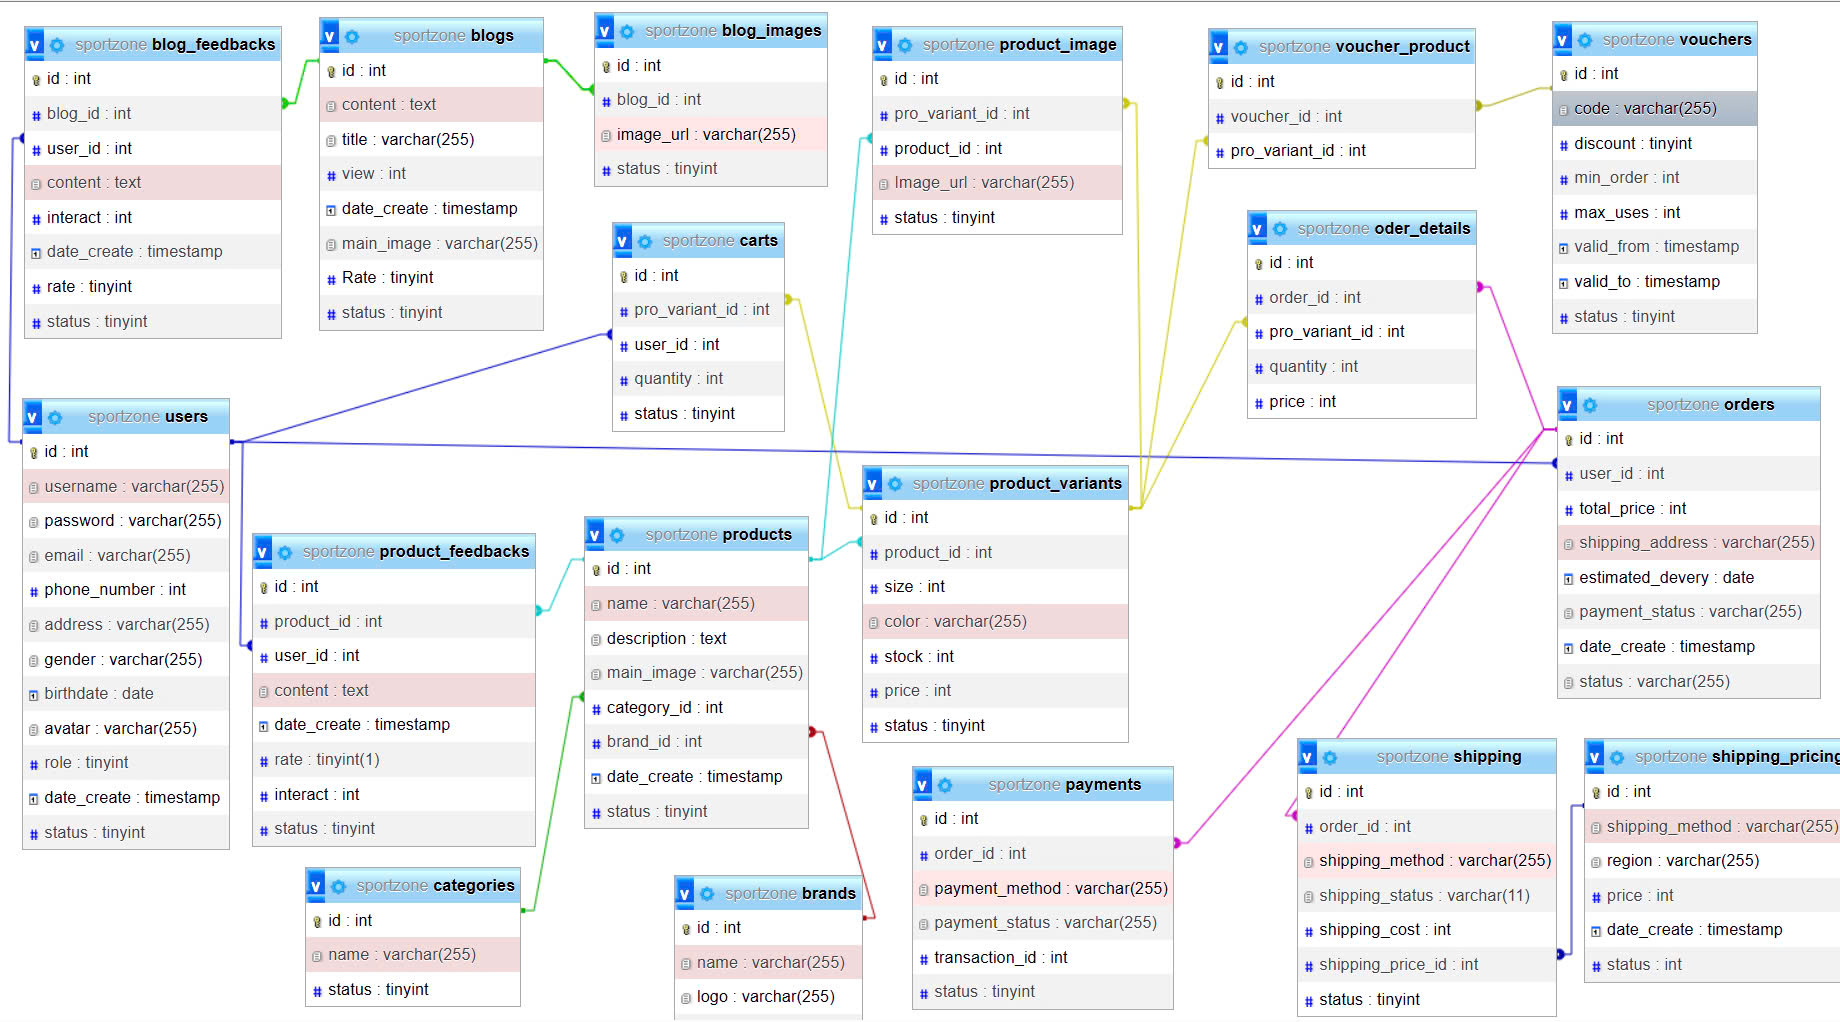 sportzone blog_feedbacks
id : int
blog_id : int
user_id : int
content : text
interact : int
date_create : timestamp
rate : tinyint
status : tinyint
sportzone blogs
id : int
content : text
title : varchar(255)
view : int
date_create : timestamp
main_image : varchar(255)
Rate : tinyint
status : tinyint
sportzone blog_images
id : int
blog_id : int
image_url : varchar(255)
status : tinyint
sportzone product_image
id : int
pro_variant_id : int
product_id : int
Image_url : varchar(255)
status : tinyint
sportzone voucher_product
id : int
voucher_id : int
pro_variant_id : int
sportzone vouchers
id : int
code : varchar(255)
discount : tinyint
min_order : int
max_uses : int
valid_from : timestamp
valid_to : timestamp
status : tinyint
sportzone carts
id : int
pro_variant_id : int
user_id : int
quantity : int
status : tinyint
sportzone oder_details
id : int
order_id : int
pro_variant_id : int
quantity : int
price : int
sportzone users
id : int
username : varchar(255)
password : varchar(255)
email : varchar(255)
phone_number : int
address : varchar(255)
gender : varchar(255)
birthdate : date
avatar : varchar(255)
role : tinyint
date_create : timestamp
status : tinyint
sportzone product_feedbacks
id : int
product_id : int
user_id : int
content : text
date_create : timestamp
rate : tinyint(1)
interact : int
status : tinyint
sportzone products
id : int
name : varchar(255)
description : text
main_image : varchar(255)
category_id : int
brand_id : int
date_create : timestamp
status : tinyint
sportzone product_variants
id : int
product_id : int
size : int
color : varchar(255)
stock : int
price : int
status : tinyint
sportzone orders
id : int
user_id : int
total_price : int
shipping_address : varchar(255)
estimated_devery : date
payment_status : varchar(255)
date_create : timestamp
status : varchar(255)
sportzone categories
id : int
name : varchar(255)
status : tinyint
sportzone brands
id : int
name : varchar(255)
logo : varchar(255)
sportzone payments
id : int
order_id : int
payment_method : varchar(255)
payment_status : varchar(255)
transaction_id : int
status : tinyint
sportzone shipping
id : int
order_id : int
shipping_method : varchar(255)
shipping_status : varchar(11)
shipping_cost : int
shipping_price_id : int
status : tinyint
sportzone shipping_pricing
id : int
shipping_method : varchar(255)
region : varchar(255)
price : int
date_create : timestamp
status : int